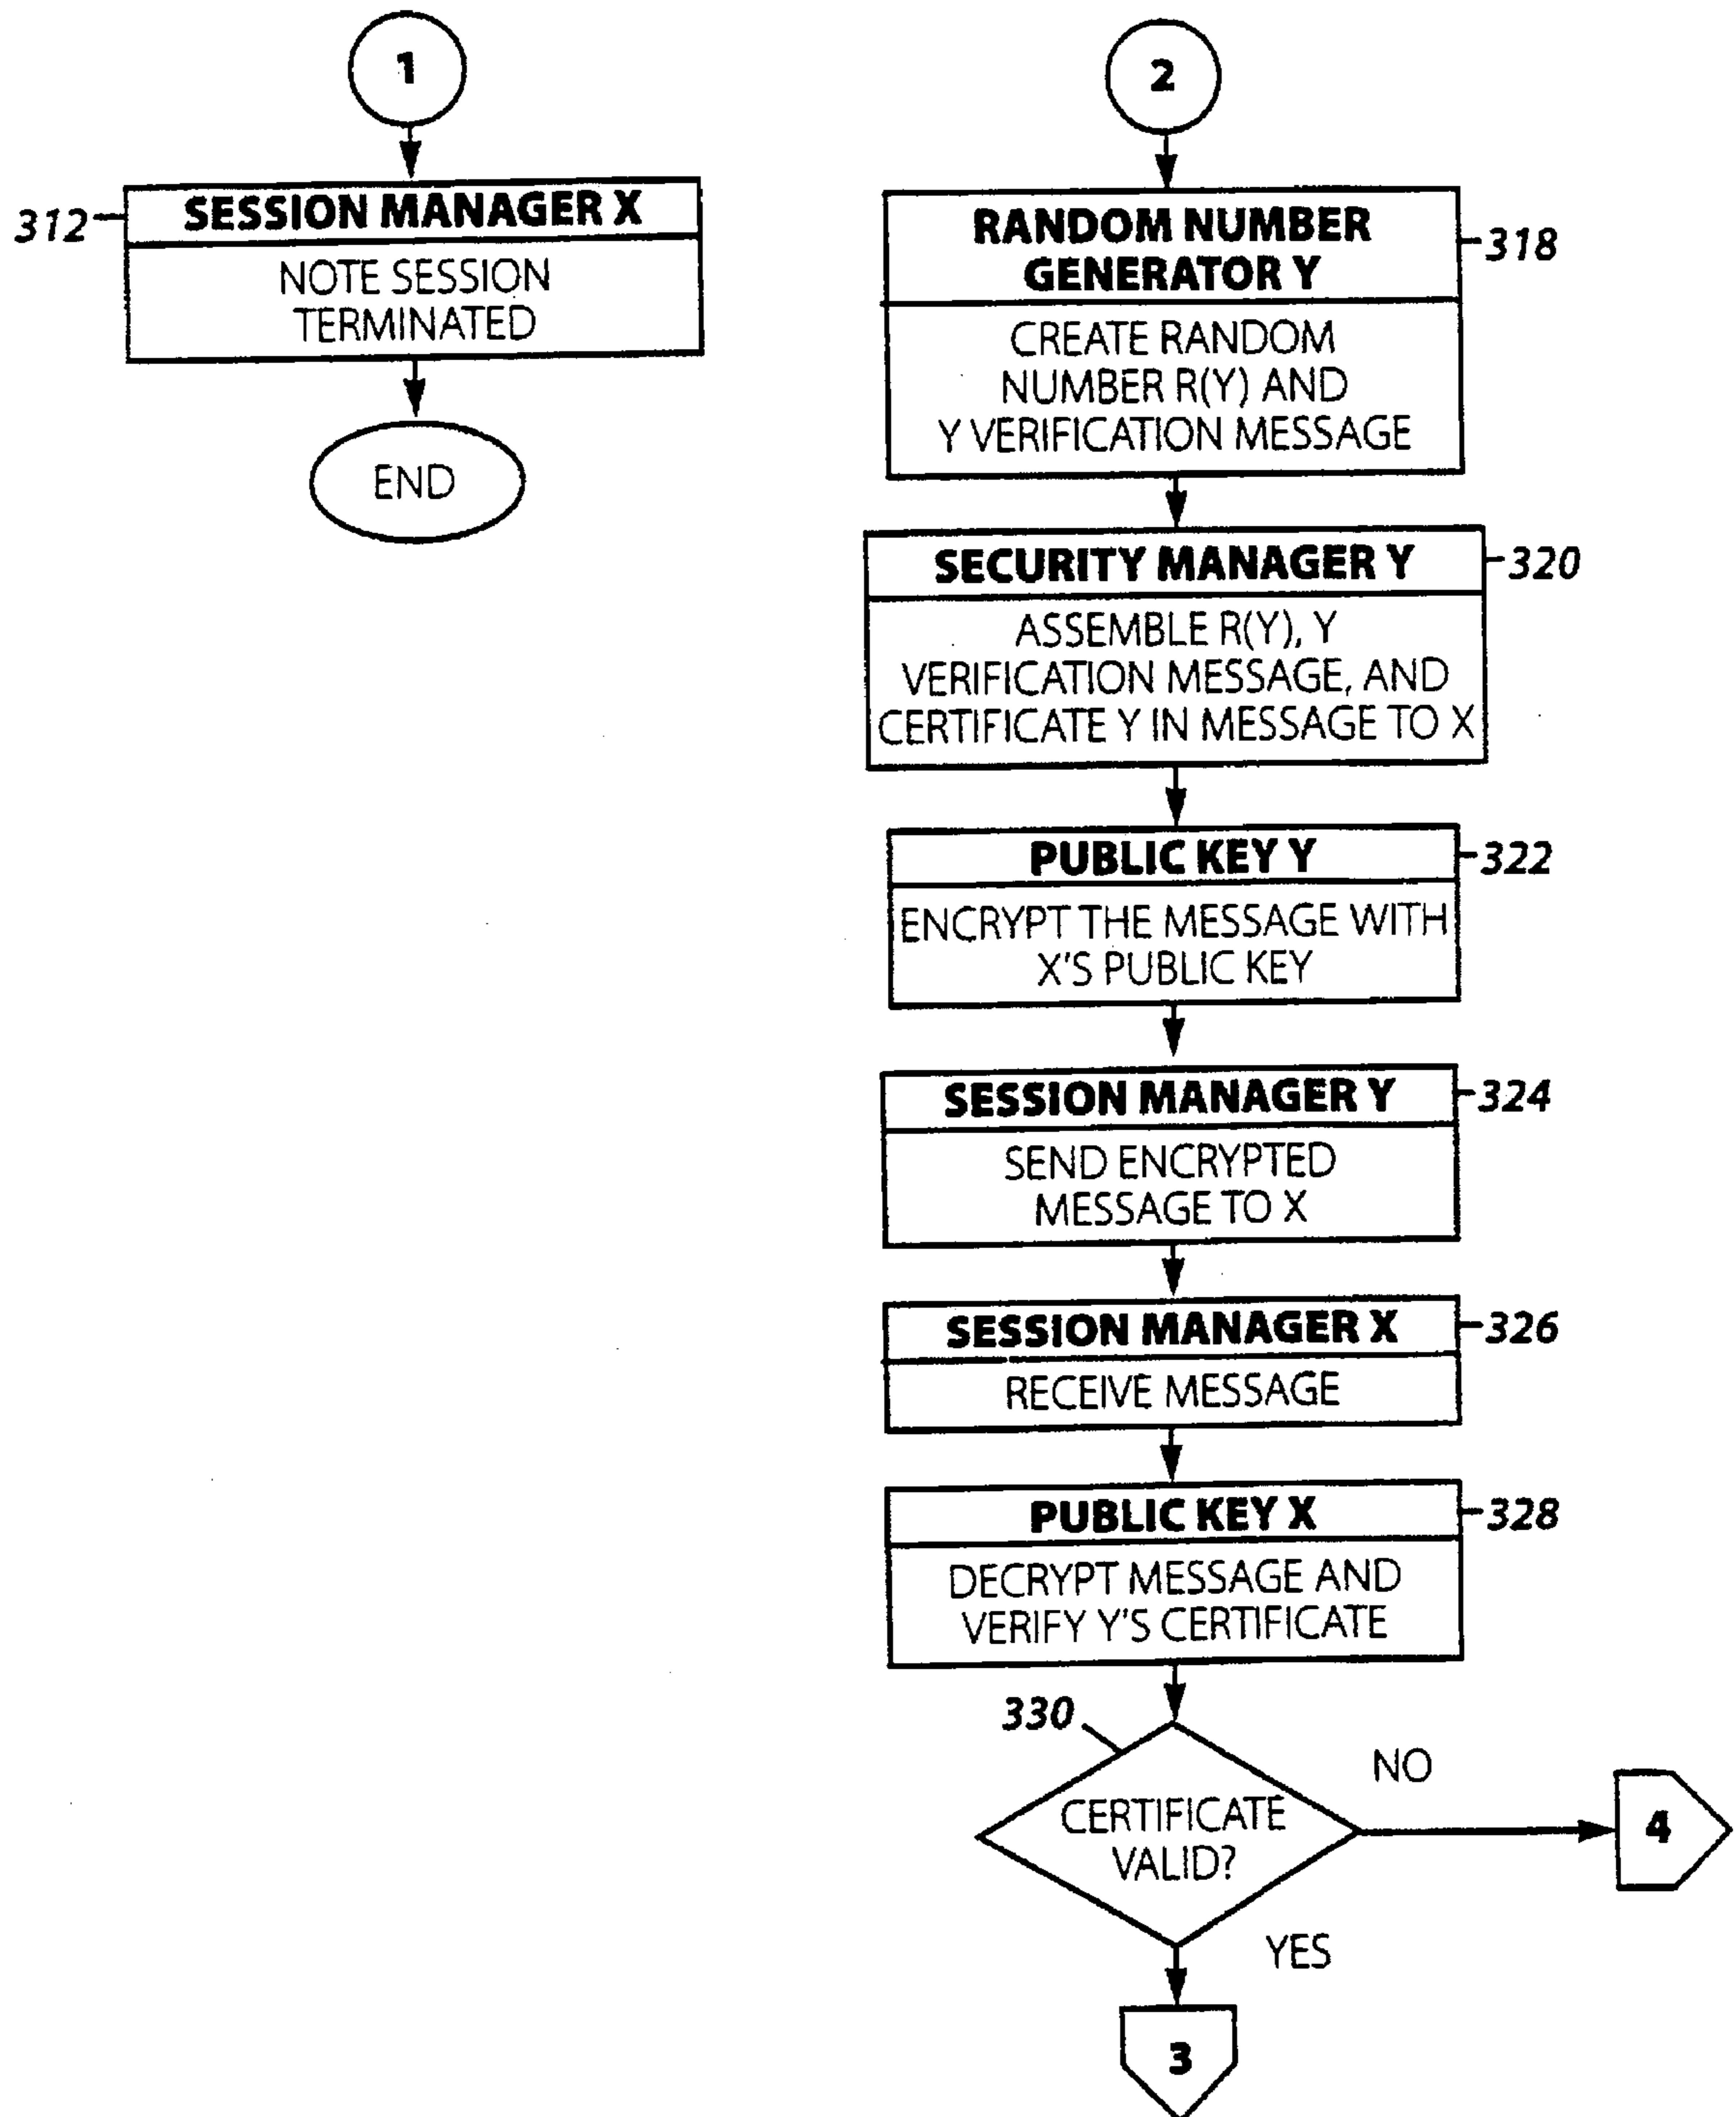 1
312
SESSION MANAGER X
NOTE SESSION
TERMINATED
END
2
RANDOM NUMBER
GENERATOR Y
318
CREATE RANDOM
NUMBER R(Y) AND
Y VERIFICATION MESSAGE
SECURITY MANAGER Y
320
ASSEMBLE R(Y), Y
VERIFICATION MESSAGE, AND
CERTIFICATE Y IN MESSAGE TO X
PUBLIC KEY Y
322
ENCRYPT THE MESSAGE WITH
X'S PUBLIC KEY
SESSION MANAGER Y
324
SEND ENCRYPTED
MESSAGE TO X
SESSION MANAGER X
326
RECEIVE MESSAGE
PUBLIC KEY X
328
DECRYPT MESSAGE AND
VERIFY Y'S CERTIFICATE
330
CERTIFICATE
VALID?
NO
4
YES
3